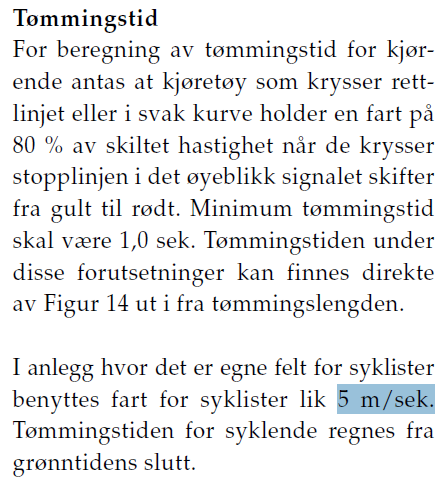 Tømmingstid
For beregning av tømmingstid for kjør-
ende antas at kjøretøy som krysser rett-
linjet eller i svak kurve holder en fart på
80 % av skiltet hastighet når de krysser
stopplinjen i det øyeblikk signalet skifter
fra gult til rødt. Minimum tømmingstid
skal være 1,0 sek. Tømmingstiden under
disse forutsetninger kan finnes direkte
av Figur 14 ut i fra tømmingslengden.
I anlegg hvor det er egne felt for syklister
benyttes fart for syklister lik 5 m/sek.
Tømmingstiden for syklende regnes fra
grønntidens slutt.